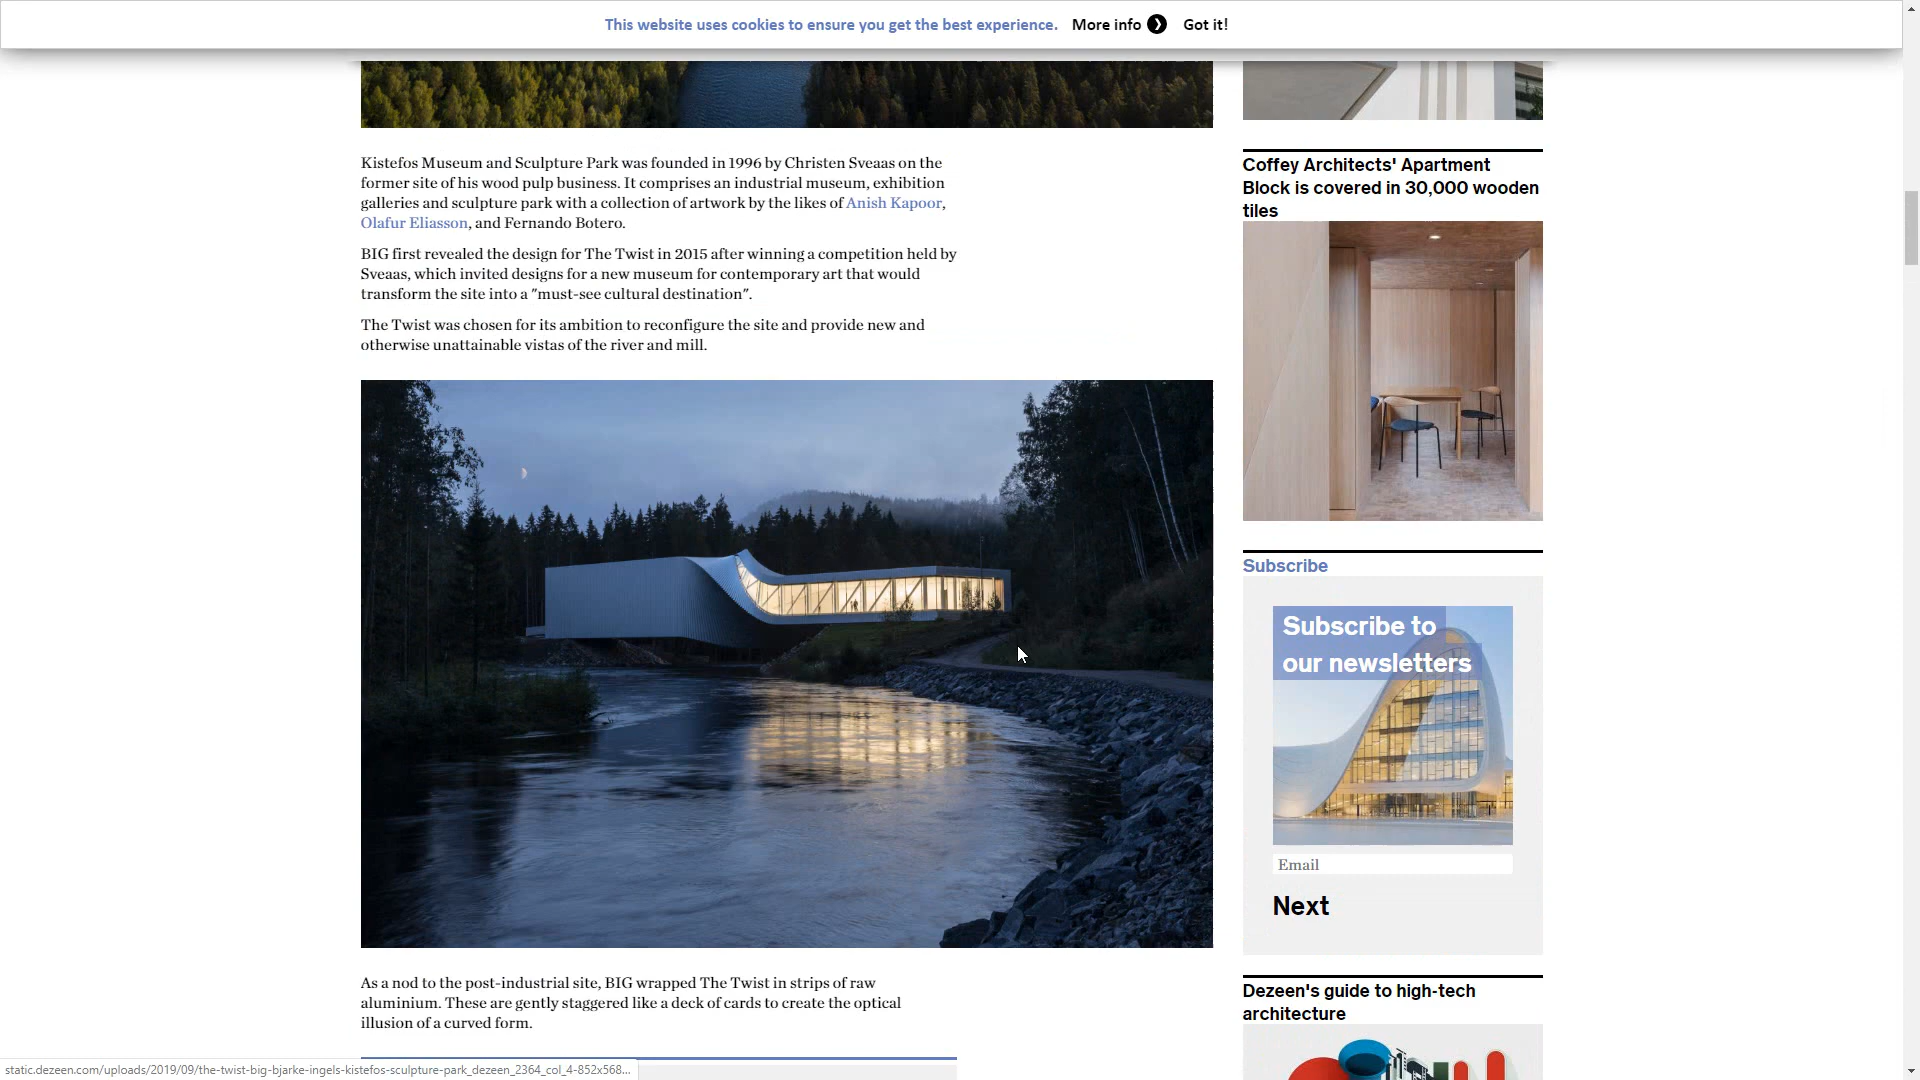 This website uses cookies to ensure you get the best experience. More info ❯ Got it!
Kistefos Museum and Sculpture Park was founded in 1996 by Christen Sveaas on the
former site of his wood pulp business. It comprises an industrial museum, exhibition
galleries and sculpture park with a collection of artwork by the likes of Anish Kapoor,
Olafur Eliasson, and Fernando Botero.
BIG first revealed the design for The Twist in 2015 after winning a competition held by
Sveaas, which invited designs for a new museum for contemporary art that would
transform the site into a "must-see cultural destination".
The Twist was chosen for its ambition to reconfigure the site and provide new and
otherwise unattainable vistas of the river and mill.
As a nod to the post-industrial site, BIG wrapped The Twist in strips of raw
aluminium. These are gently staggered like a deck of cards to create the optical
illusion of a curved form.
Coffey Architects' Apartment
Block is covered in 30,000 wooden
tiles
Subscribe
Subscribe to
our newsletters
Email
Next
Dezeen's guide to high-tech
architecture
static.dezeen.com/uploads/2019/09/the-twist-big-bjarke-ingels-kistefos-sculpture-park_dezeen_2364_col_4-852x568...